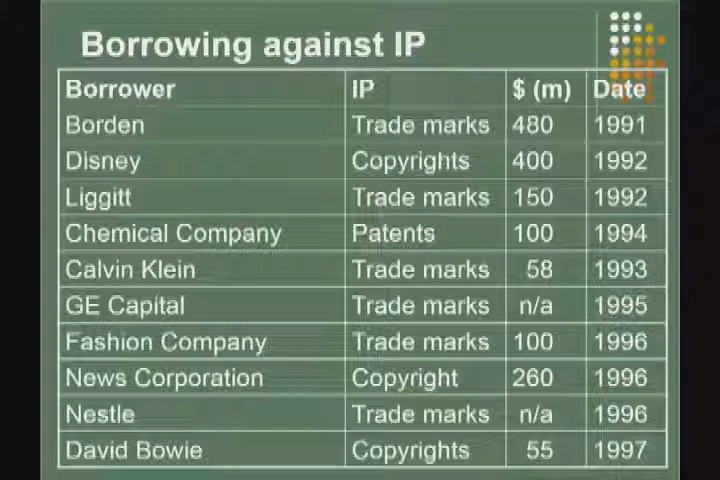 Borrowing against IP
Borrower IP $ (m) Date
Borden Trade marks 480 1991
Disney Copyrights 400 1992
Liggitt Trade marks 150 1992
Chemical Company Patents 100 1994
Calvin Klein Trade marks 58 1993
GE Capital Trade marks n/a 1995
Fashion Company Trade marks 100 1996
News Corporation Copyright 260 1996
Nestle Trade marks n/a 1996
David Bowie Copyrights 55 1997